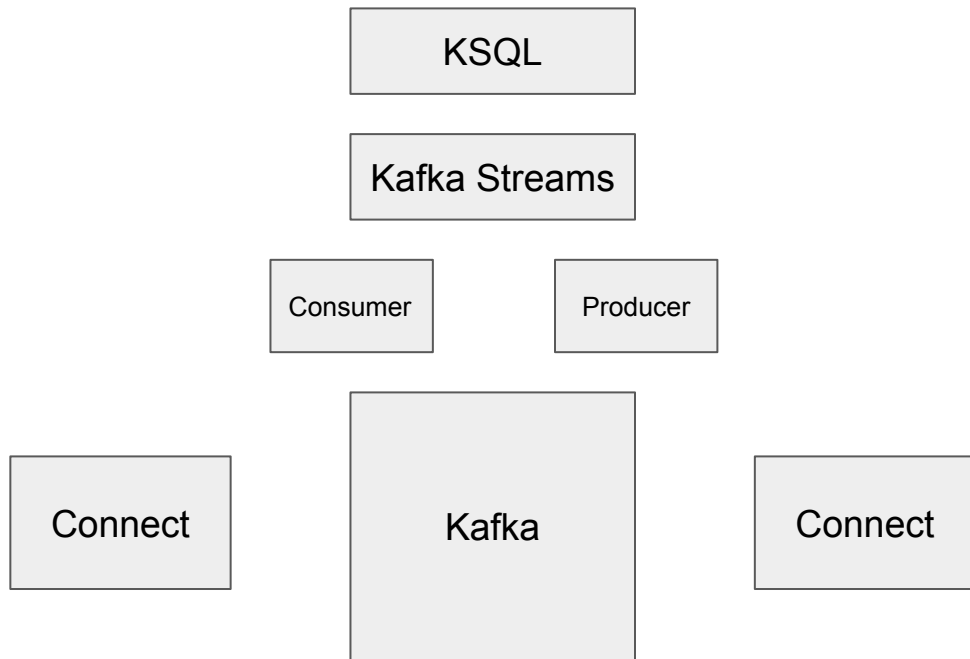 KSQL
Kafka Streams
Consumer
Producer
Connect
Kafka
Connect